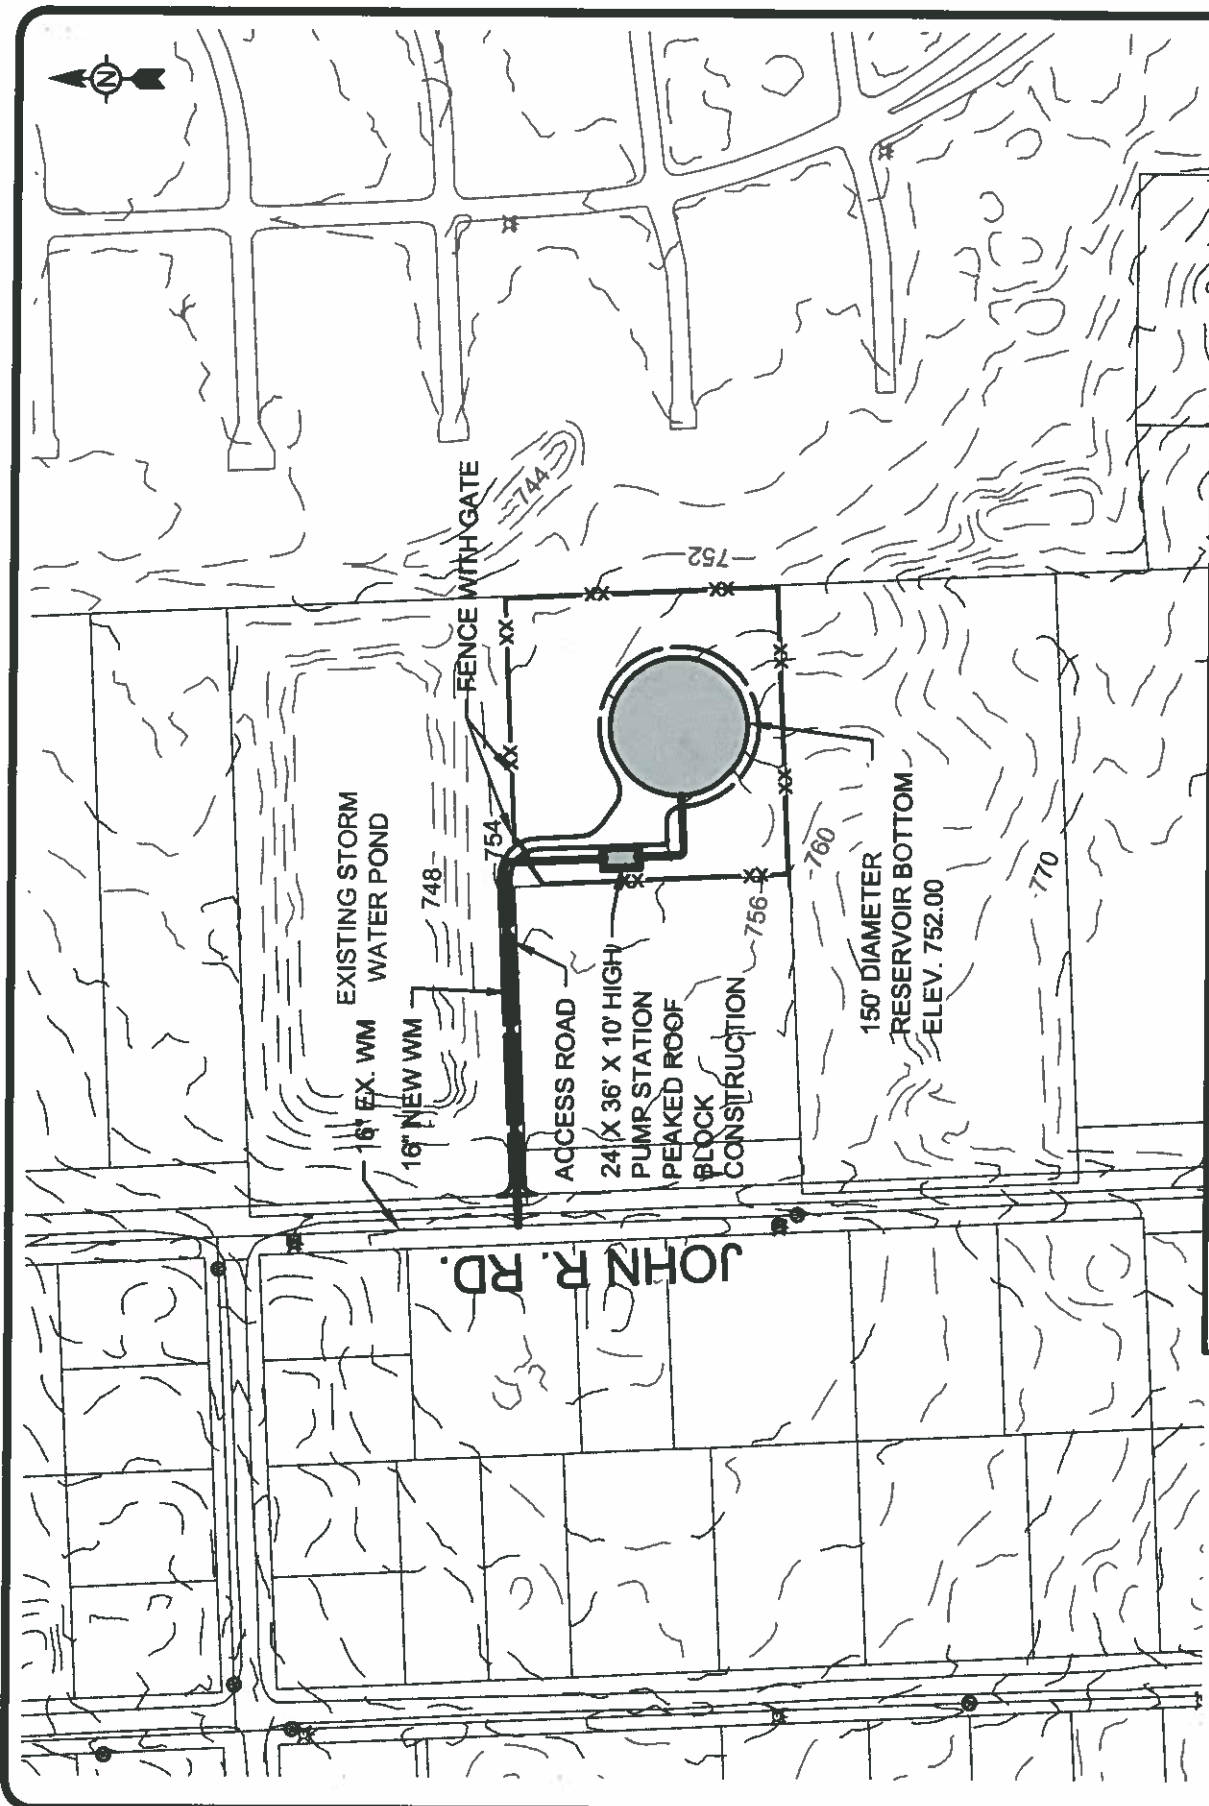 N
FENCE WITH GATE
744
752
EXISTING STORM
WATER POND
748
754
16" EX. WM
16" NEW WM
ACCESS ROAD
24' X 36' X 10' HIGH
PUMP STATION
PEAKED ROOF
BLOCK
CONSTRUCTION
756
760
770
150' DIAMETER
RESERVOIR BOTTOM
ELEV. 752.00
JOHN R. RD.